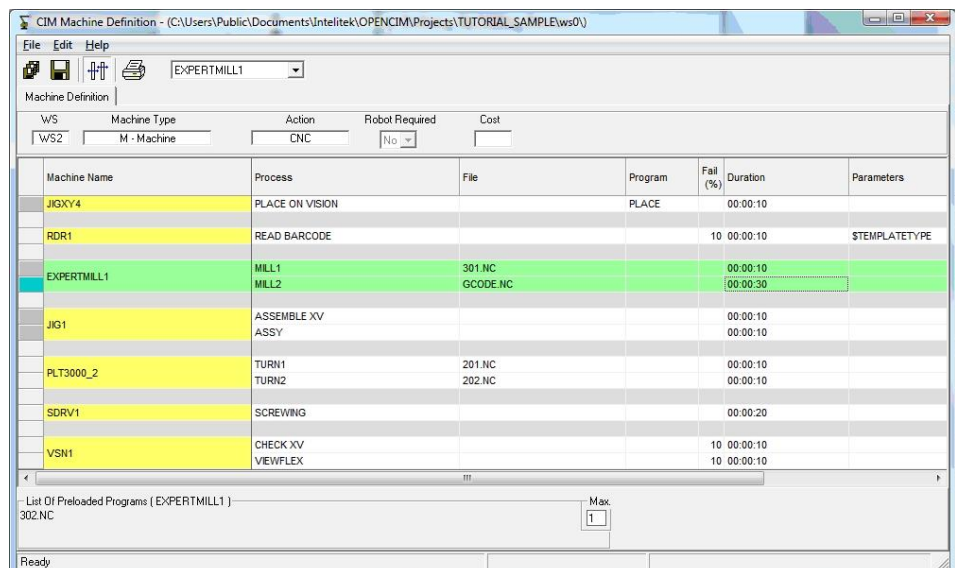 CIM Machine Definition - (C:\Users\Public\Documents\Intelitek\OPENCIM\Projects\TUTORIAL_SAMPLE\ws0\)
File Edit Help
EXPERTMILL1
Machine Definition
WS Machine Type Action Robot Required Cost
WS2 M - Machine CNC No
Machine Name Process File Program Fail (%) Duration Parameters
JIGXY4 PLACE ON VISION PLACE 00:00:10
RDR1 READ BARCODE 10 00:00:10 $TEMPLATETYPE
EXPERTMILL1 MILL1 301.NC 00:00:10
MILL2 GCODE.NC 00:00:30
JIG1 ASSEMBLE XV 00:00:10
ASSY 00:00:10
PLT3000_2 TURN1 201.NC 00:00:10
TURN2 202.NC 00:00:10
SDRV1 SCREWING 00:00:20
VSN1 CHECK XV 10 00:00:10
VIEWFLEX 10 00:00:10
List Of Preloaded Programs ( EXPERTMILL1 ) Max.
302.NC 1
Ready